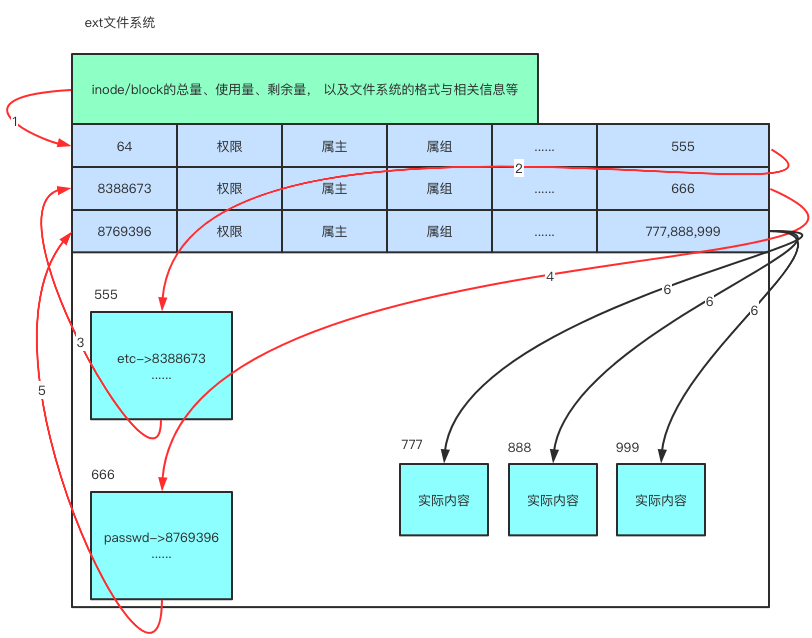 ext文件系统
inode/block的总量、使用量、剩余量， 以及文件系统的格式与相关信息等
1
64 权限 属主 属组 ...... 555
2
8388673 权限 属主 属组 ...... 666
8769396 权限 属主 属组 ...... 777,888,999
4
6
6
6
555
3
etc->8388673
......
5
777
888
999
666
实际内容
实际内容
实际内容
passwd->8769396
......